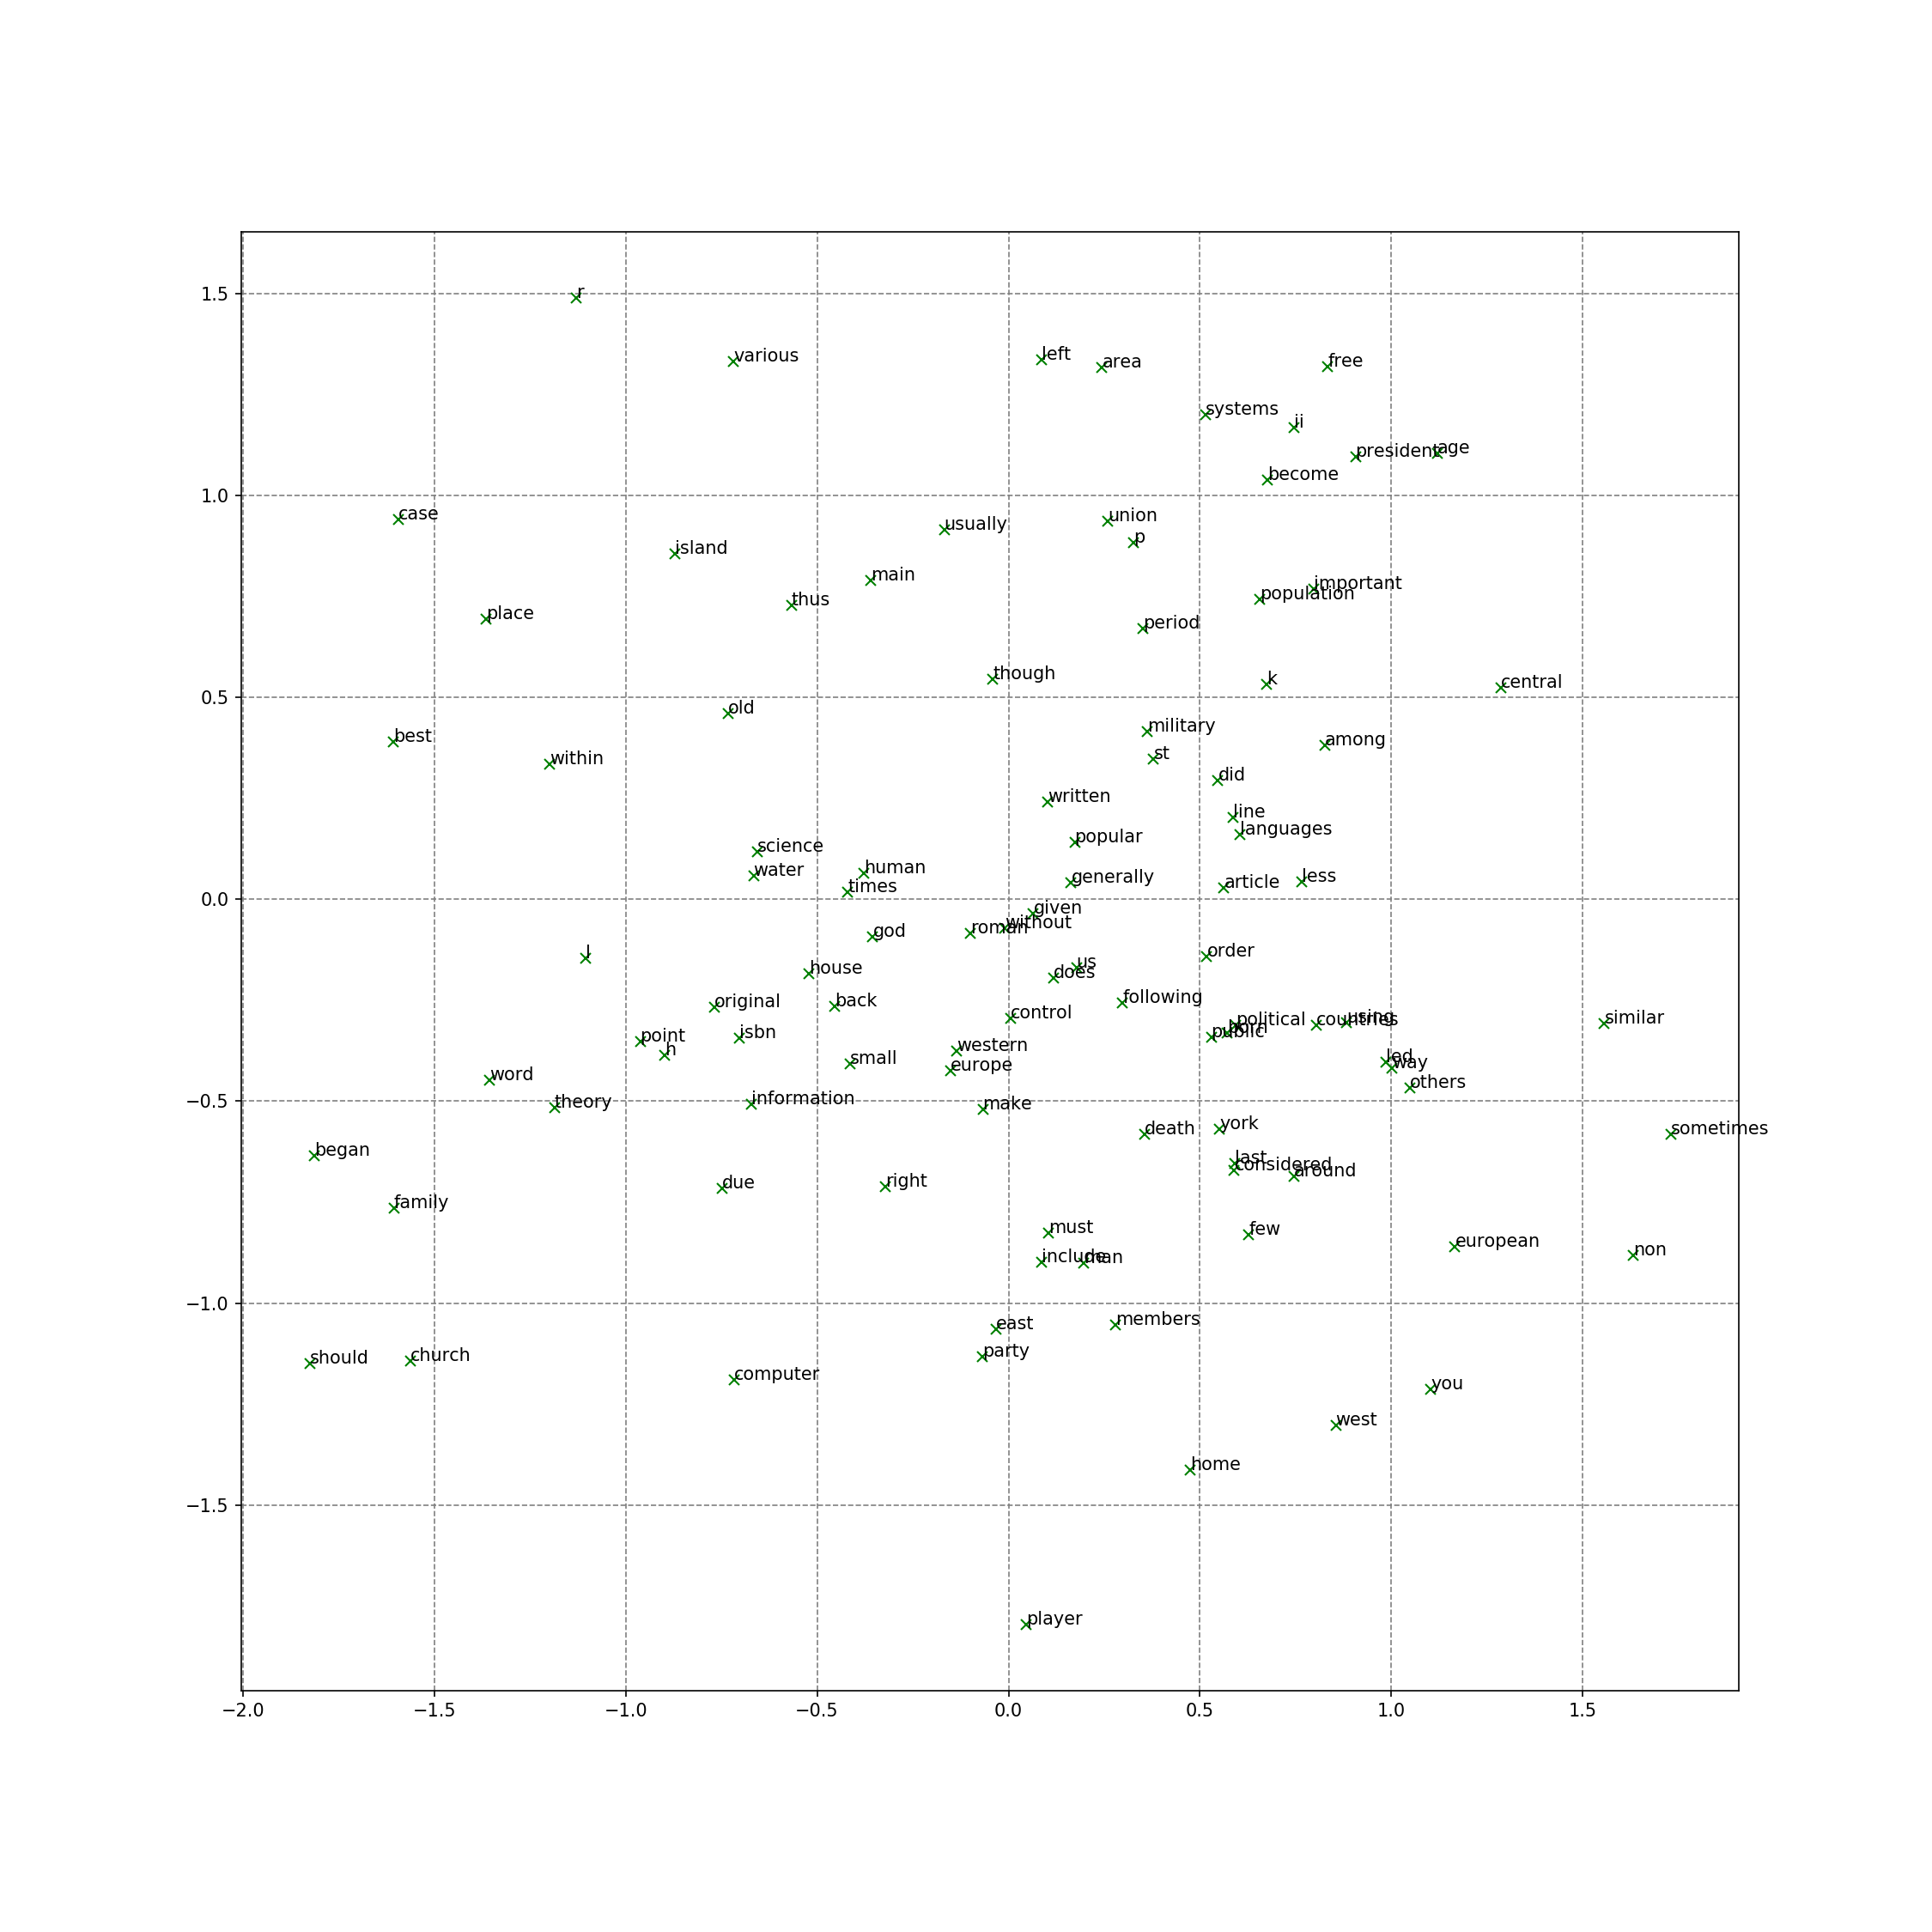 1.5
1.0
0.5
0.0
−0.5
−1.0
−1.5
−2.0
−1.5
−1.0
−0.5
0.0
0.5
1.0
1.5
r
various
left
area
free
systems
ii
president
age
become
case
union
usually
p
island
main
important
population
thus
place
period
though
k
central
old
military
best
among
st
within
did
written
line
languages
popular
science
human
water
generally
less
article
times
given
without
roman
god
order
l
us
does
house
following
original
back
control
similar
political
countries
using
born
public
isbn
point
h
western
led
way
small
europe
others
word
information
theory
make
york
death
sometimes
last
considered
around
began
right
due
family
must
few
include
man
european
non
members
east
party
church
should
computer
you
west
home
player